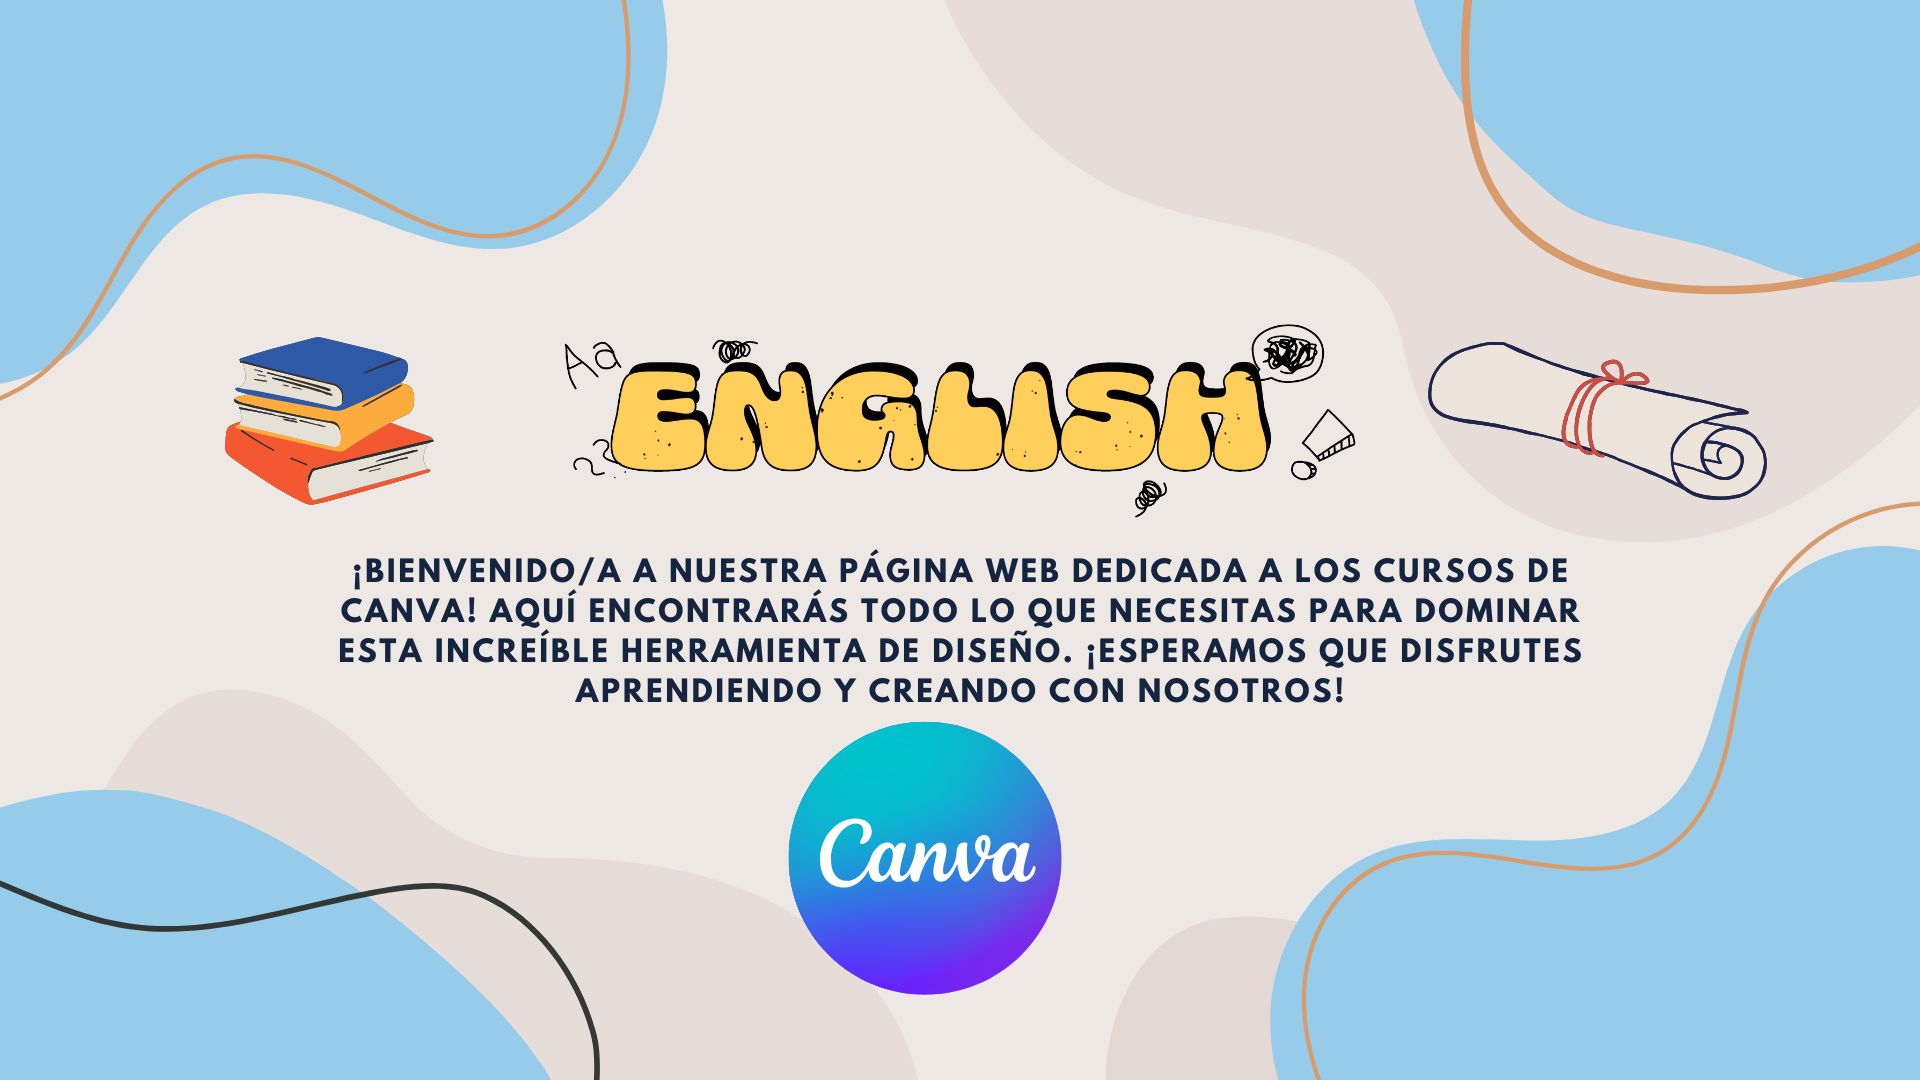 Aa
ENGLISH
¡BIENVENIDO/A A NUESTRA PÁGINA WEB DEDICADA A LOS CURSOS DE
CANVA! AQUÍ ENCONTRARÁS TODO LO QUE NECESITAS PARA DOMINAR
ESTA INCREÍBLE HERRAMIENTA DE DISEÑO. ¡ESPERAMOS QUE DISFRUTES
APRENDIENDO Y CREANDO CON NOSOTROS!
Canva